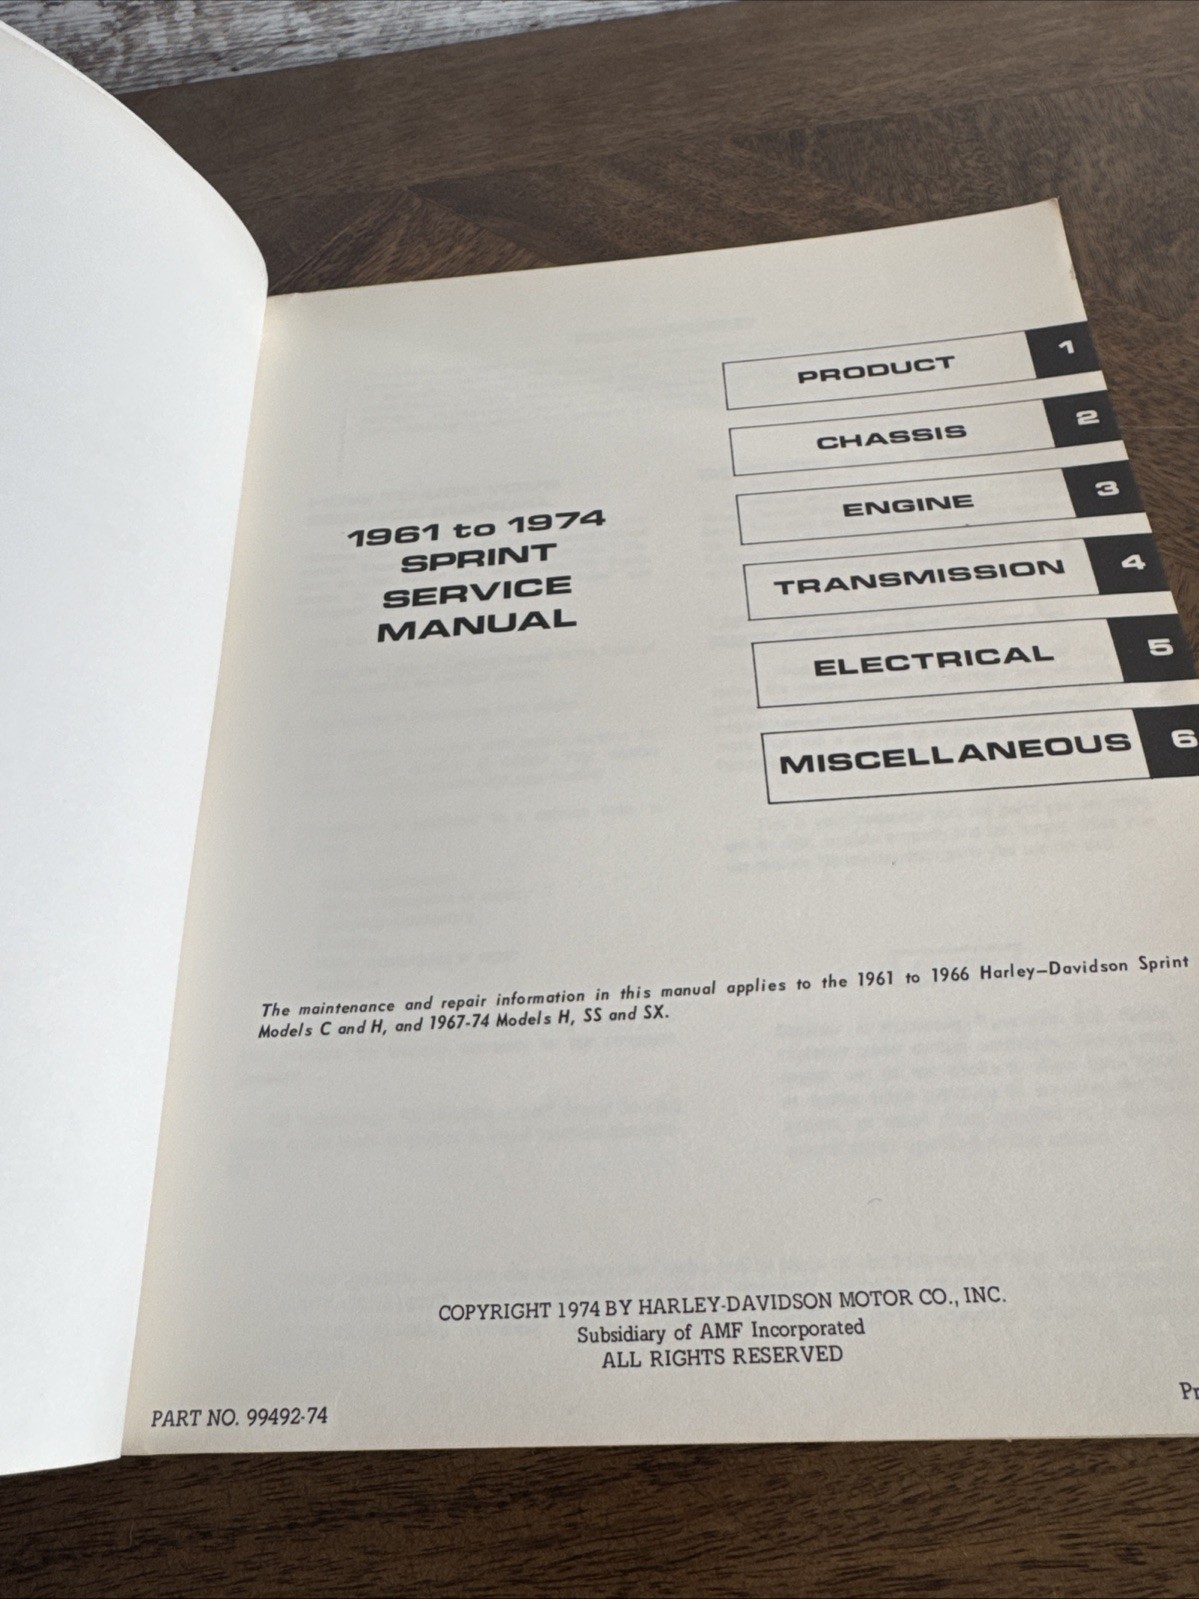 1961 to 1974
SPRINT
SERVICE
MANUAL
PRODUCT 1
CHASSIS 2
ENGINE 3
TRANSMISSION 4
ELECTRICAL 5
MISCELLANEOUS 6
The maintenance and repair information in this manual applies to the 1961 to 1966 Harley-Davidson Sprint
Models C and H, and 1967-74 Models H, SS and SX.
COPYRIGHT 1974 BY HARLEY-DAVIDSON MOTOR CO., INC.
Subsidiary of AMF Incorporated
ALL RIGHTS RESERVED
PART NO. 99492-74